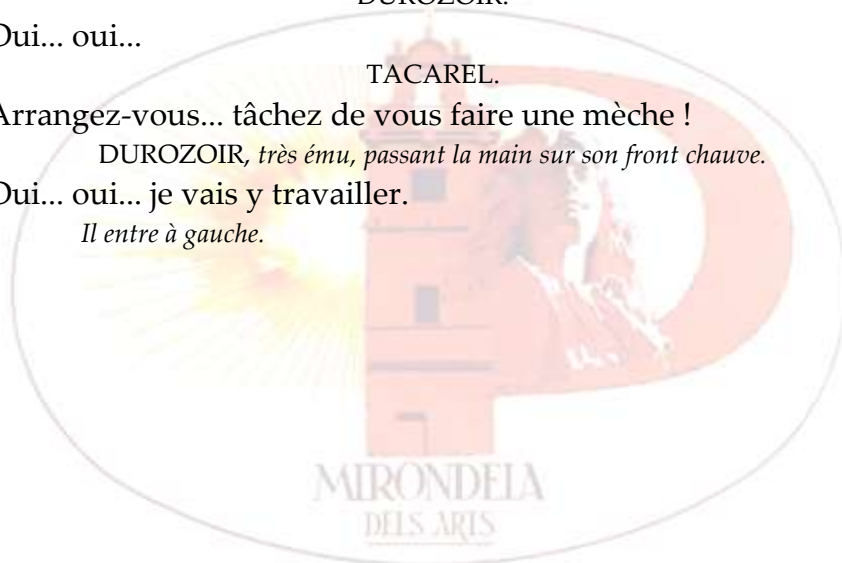 DUROZOIR.
Oui... oui...
TACAREL.
Arrangez-vous... tâchez de vous faire une mèche !
DUROZOIR, très ému, passant la main sur son front chauve.
Oui... oui... je vais y travailler.
Il entre à gauche.
MIRONDELA
DELS ARTS